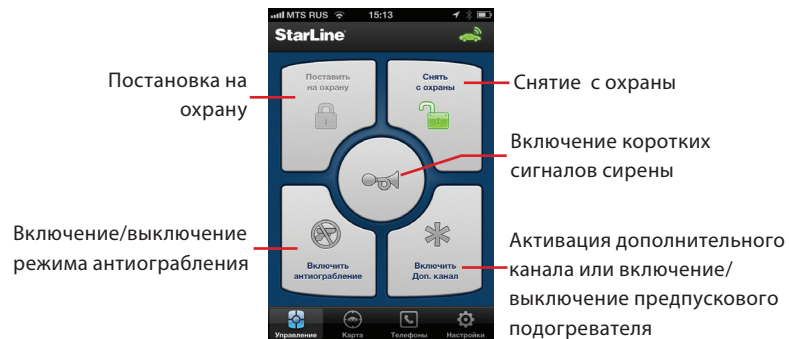 MTS RUS 15:13
StarLine
Постановка на
охрану
Поставить
на охрану
Снять
с охраны
Снятие с охраны
Включение коротких
сигналов сирены
Включение/выключение
режима антиограбления
Включить
антиограбление
Включить
Доп. канал
Активация дополнительного
канала или включение/
выключение предпускового
подогревателя
Управление Карта Телефоны Настройки